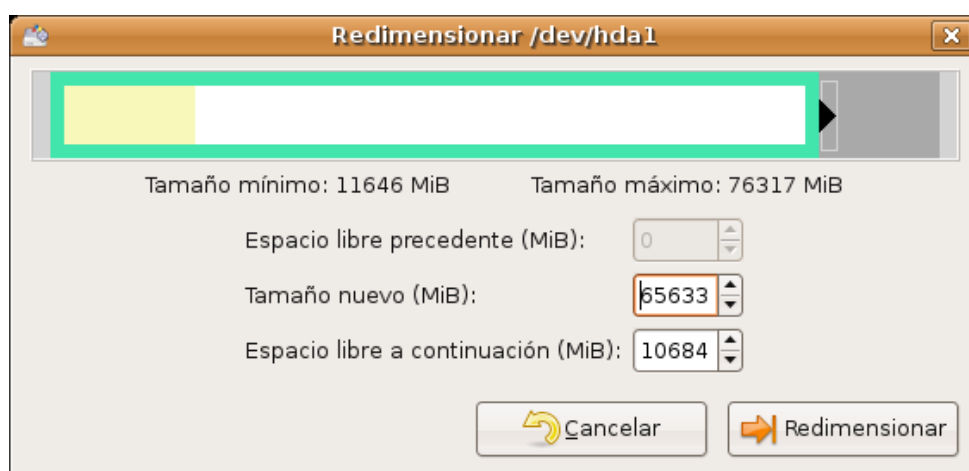 Redimensionar /dev/hda1
Tamaño mínimo: 11646 MiB Tamaño máximo: 76317 MiB
Espacio libre precedente (MiB): 0
Tamaño nuevo (MiB): 65633
Espacio libre a continuación (MiB): 10684
Cancelar Redimensionar